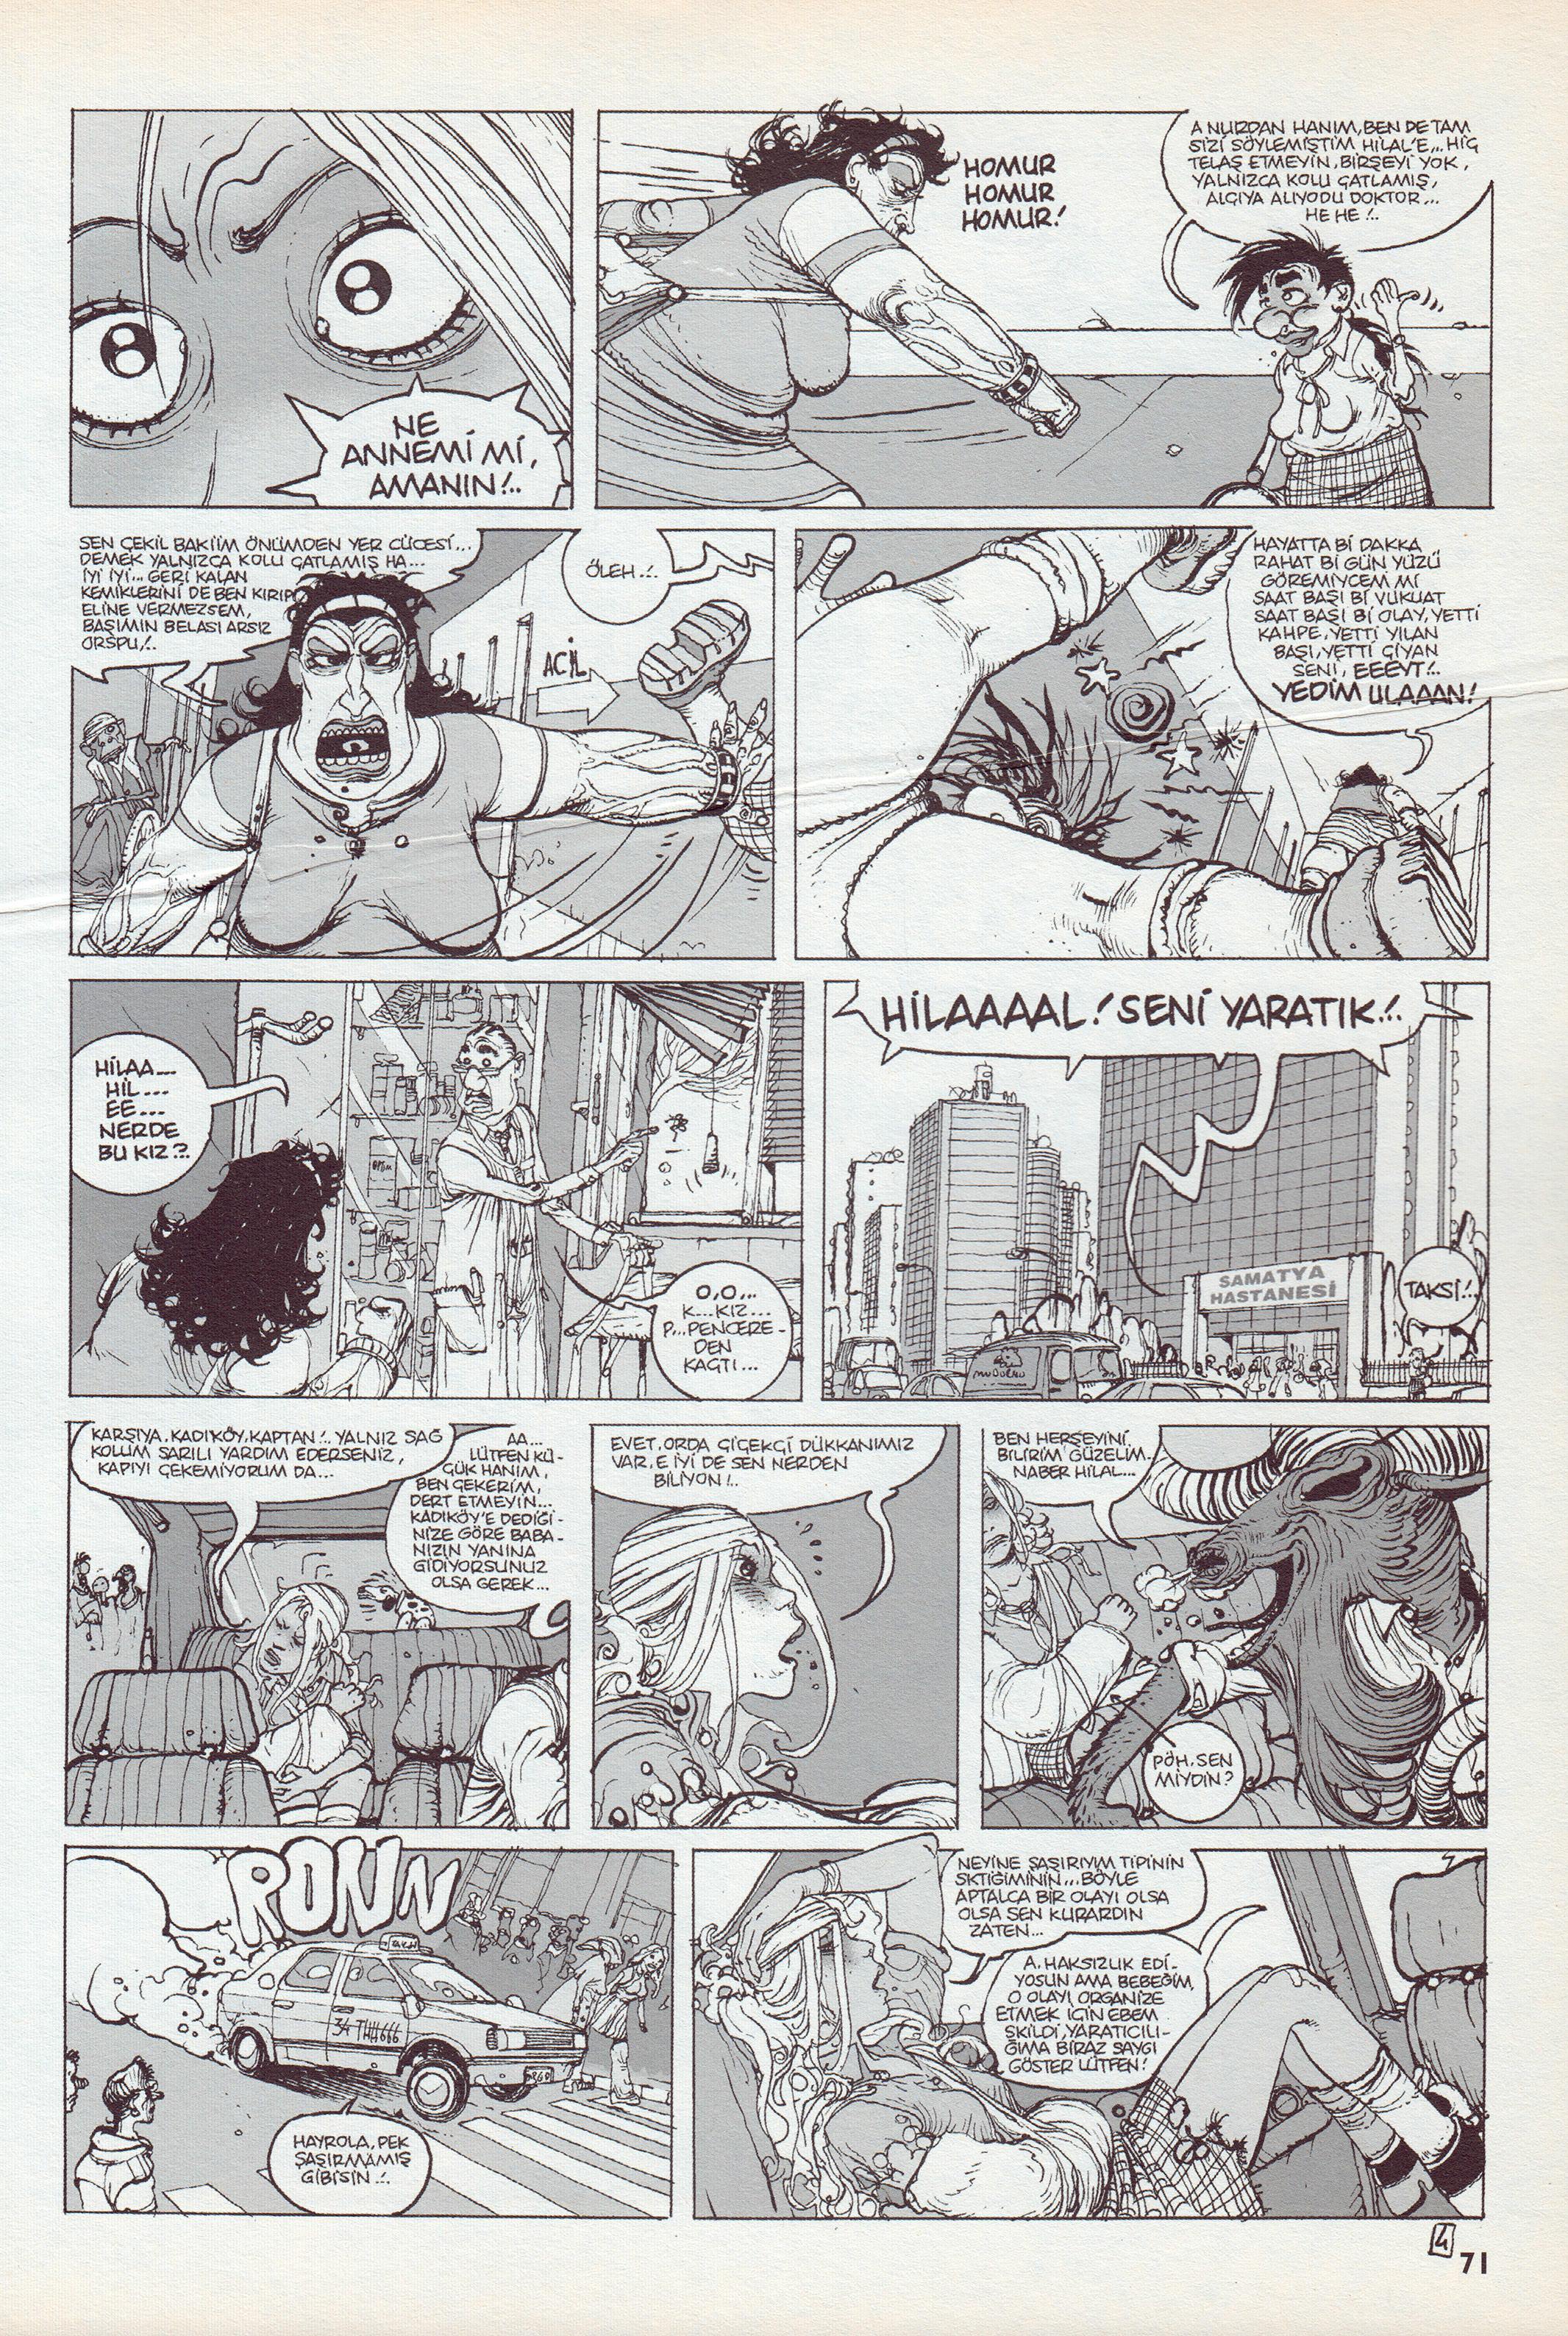 NE
ANNEMİ Mİ,
AMANIN!..
HOMUR
HOMUR
HOMUR!
A NURDAN HANIM, BEN DE TAM
SİZİ SÖYLEMİŞTİM HİLAL'E... HİÇ
TELAŞ ETMEYİN, BİRŞEYİ YOK,
YALNIZCA KOLU ÇATLAMIŞ,
ALÇIYA ALIYODU DOKTOR...
HE HE !..
SEN ÇEKİL BAKİİM ÖNÜMDEN YER CÜCESİ...
DEMEK YALNIZCA KOLU ÇATLAMIŞ HA...
İYİ İYİ... GERİ KALAN
KEMİKLERİNİ DE BEN KIRIP
ELİNE VERMEZSEM,
BAŞIMIN BELASI ARSIZ
ORSPU,!..
ÖLEH..!.
ACİL
HAYATTA Bİ DAKKA
RAHAT Bİ GÜN YÜZÜ
GÖREMİYCEM Mİ
SAAT BAŞI Bİ VUKUAT
SAAT BAŞI Bİ OLAY, YETTİ
KAHPE, YETTİ YILAN
BAŞI, YETTİ ÇIYAN
SENİ, EEEYT!..
YEDİM ULAAAN!
HİLAA...
HİL...
EE...
NERDE
BU KIZ?.
O,O...
K...KIZ...
P...PENCERE-
DEN
KAÇTI...
HİLAAAAL! SENİ YARATIK!..
SAMATYA
HASTANESİ
TAKSİ!..
KARŞIYA, KADIKÖY, KAPTAN!.. YALNIZ SAĞ
KOLUM SARILI YARDIM EDERSENİZ,
KAPIYI ÇEKEMİYORUM DA...
AA...
LÜTFEN KÜ-
ÇÜK HANIM,
BEN ÇEKERİM,
DERT ETMEYİN...
KADIKÖY'E DEDİĞİ-
NİZE GÖRE BABA-
NIZIN YANINA
GİDİYORSUNUZ
OLSA GEREK...
EVET, ORDA ÇİÇEKÇİ DÜKKANIMIZ
VAR, E İYİ DE SEN NERDEN
BİLİYON!..
BEN HERŞEYİNİ
BİLİRİM GÜZELİM
NABER HİLAL...
PÖH, SEN
MİYDİN?
RONNN
34 THU 666
HAYROLA, PEK
ŞAŞIRMAMIŞ
GİBİSİN!..
NEYİNE ŞAŞIRIYIM TİPİNİN
SKTİĞİMİNİN... BÖYLE
APTALCA BİR OLAYI OLSA
OLSA SEN KURARDIN
ZATEN...
A, HAKSIZLIK EDİ-
YOSUN AMA BEBEĞİM,
O OLAYI ORGANİZE
ETMEK İÇİN EBEM
SKİLDİ, YARATICILI-
ĞIMA BİRAZ SAYGI
GÖSTER LÜTFEN!
4
71